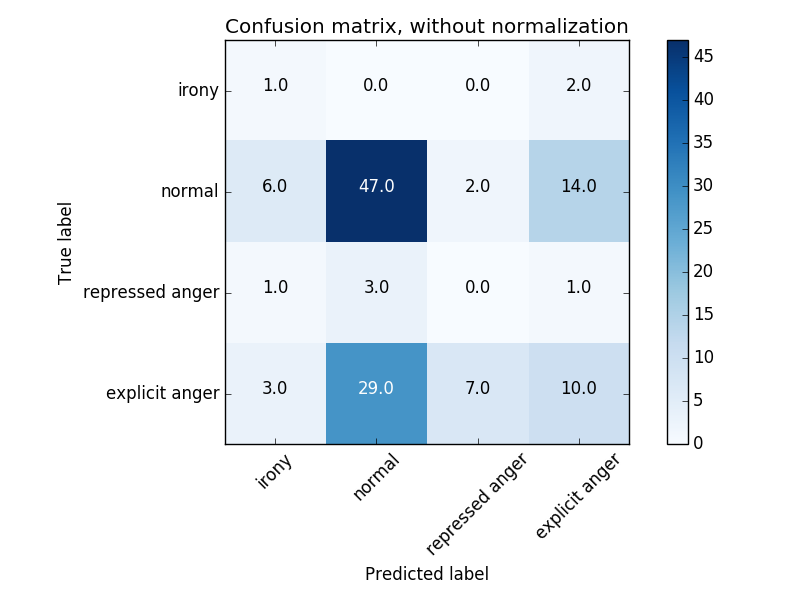 Confusion matrix, without normalization
True label
irony 1.0 0.0 0.0 2.0
normal 6.0 47.0 2.0 14.0
repressed anger 1.0 3.0 0.0 1.0
explicit anger 3.0 29.0 7.0 10.0
irony normal repressed anger explicit anger
Predicted label
45
40
35
30
25
20
15
10
5
0